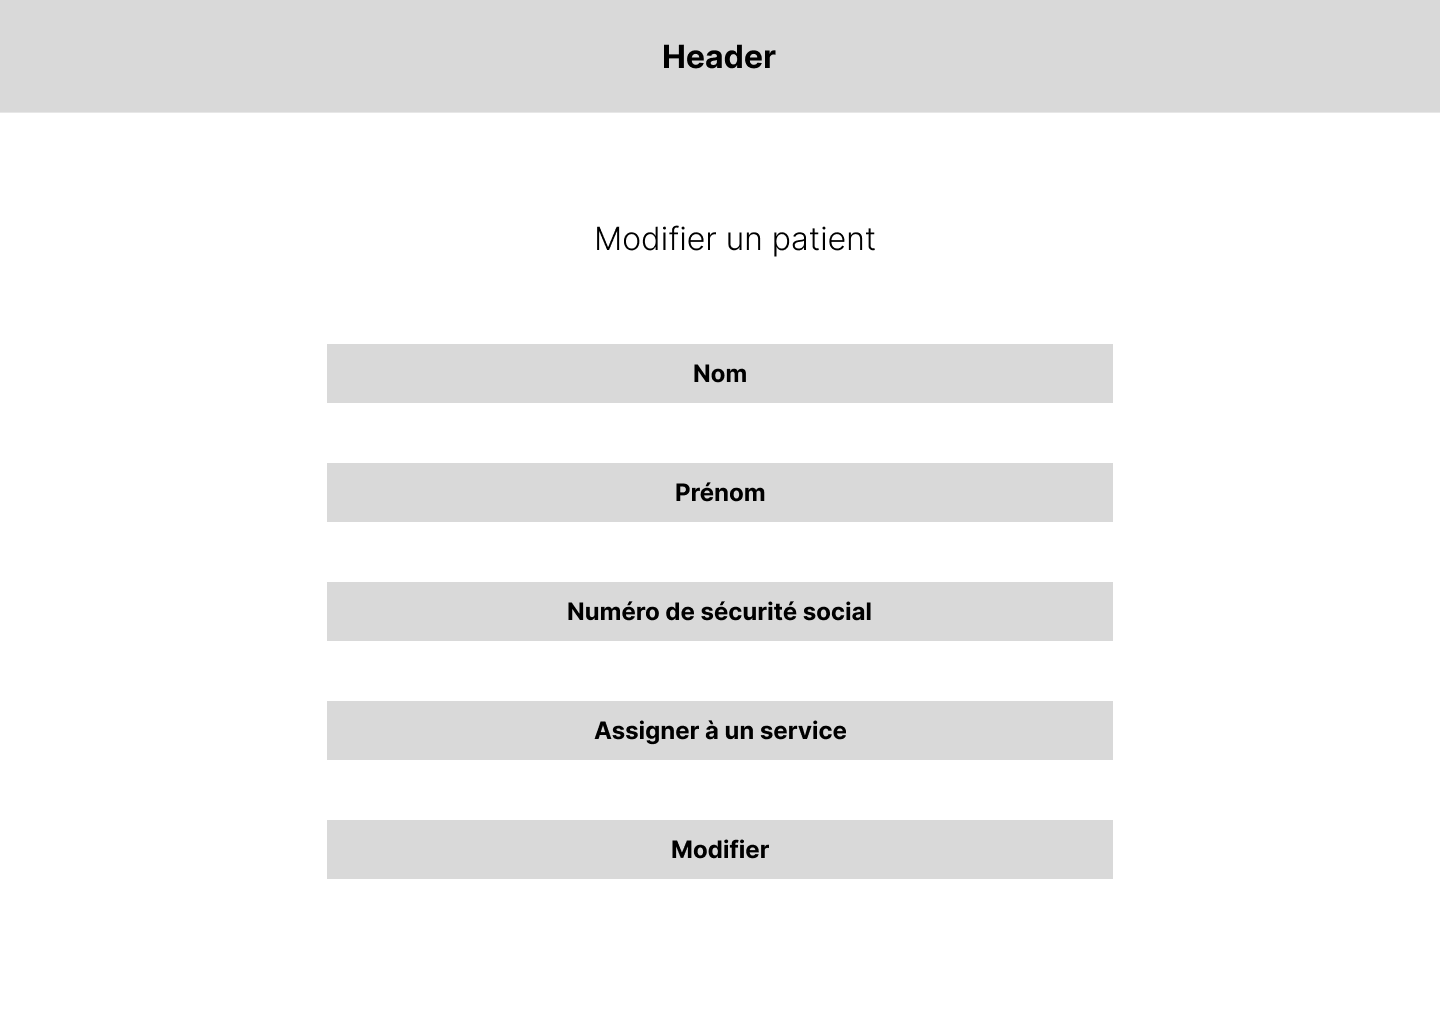 Header
Modifier un patient
Nom
Prénom
Numéro de sécurité social
Assigner à un service
Modifier